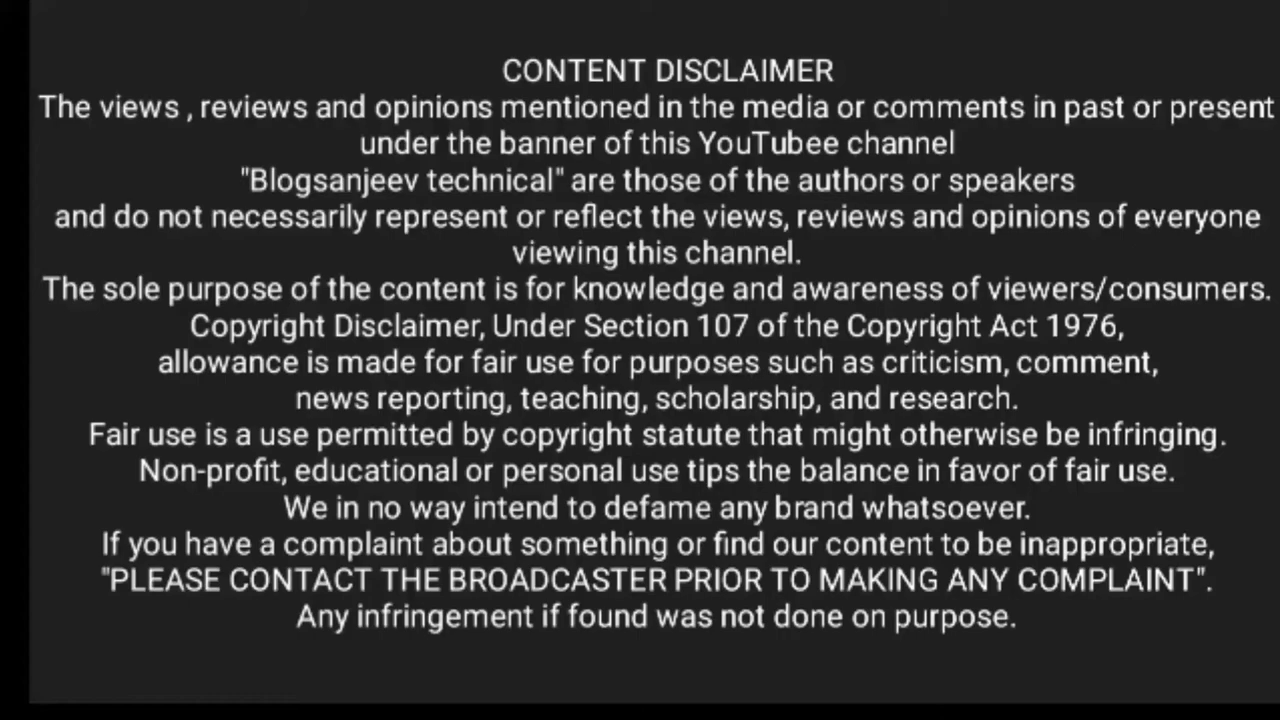 CONTENT DISCLAIMER
The views , reviews and opinions mentioned in the media or comments in past or present
under the banner of this YouTubee channel
"Blogsanjeev technical" are those of the authors or speakers
and do not necessarily represent or reflect the views, reviews and opinions of everyone
viewing this channel.
The sole purpose of the content is for knowledge and awareness of viewers/consumers.
Copyright Disclaimer, Under Section 107 of the Copyright Act 1976,
allowance is made for fair use for purposes such as criticism, comment,
news reporting, teaching, scholarship, and research.
Fair use is a use permitted by copyright statute that might otherwise be infringing.
Non-profit, educational or personal use tips the balance in favor of fair use.
We in no way intend to defame any brand whatsoever.
If you have a complaint about something or find our content to be inappropriate,
"PLEASE CONTACT THE BROADCASTER PRIOR TO MAKING ANY COMPLAINT".
Any infringement if found was not done on purpose.